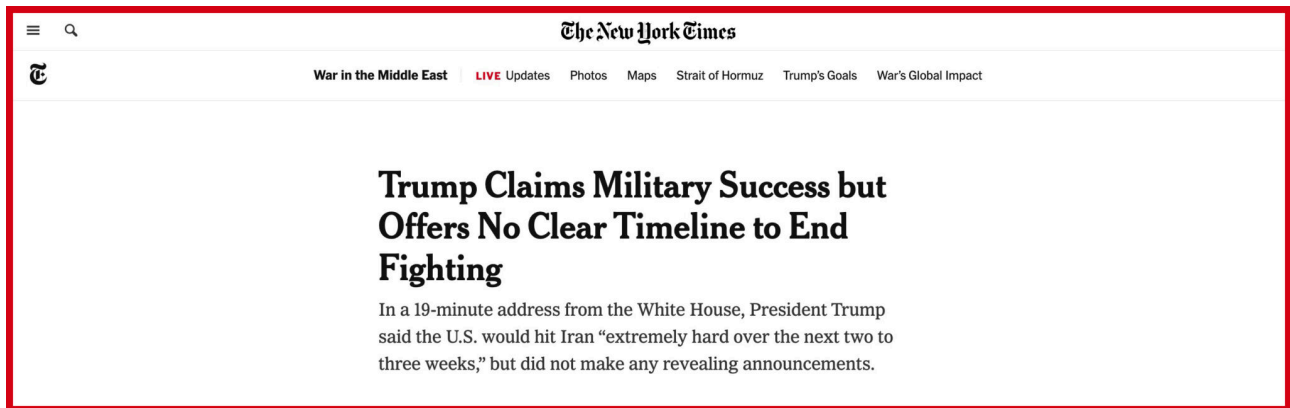 The New York Times
War in the Middle East LIVE Updates Photos Maps Strait of Hormuz Trump's Goals War's Global Impact
Trump Claims Military Success but
Offers No Clear Timeline to End
Fighting
In a 19-minute address from the White House, President Trump
said the U.S. would hit Iran “extremely hard over the next two to
three weeks,” but did not make any revealing announcements.